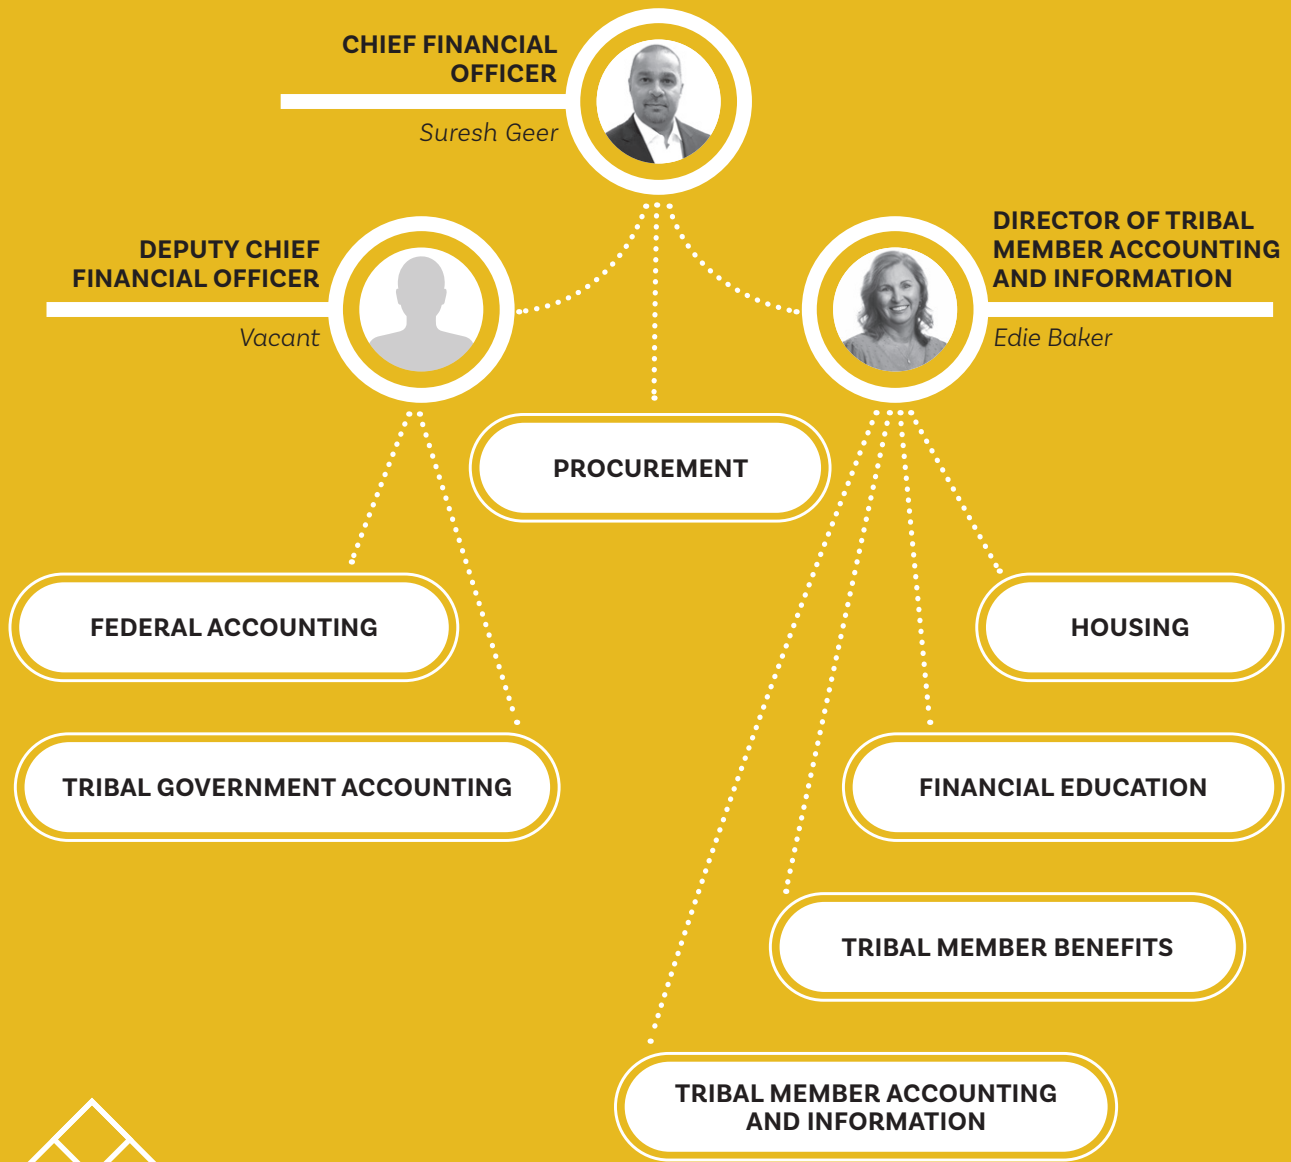 CHIEF FINANCIAL
OFFICER
Suresh Geer
DEPUTY CHIEF
FINANCIAL OFFICER
Vacant
DIRECTOR OF TRIBAL
MEMBER ACCOUNTING
AND INFORMATION
Edie Baker
PROCUREMENT
FEDERAL ACCOUNTING
HOUSING
TRIBAL GOVERNMENT ACCOUNTING
FINANCIAL EDUCATION
TRIBAL MEMBER BENEFITS
TRIBAL MEMBER ACCOUNTING
AND INFORMATION